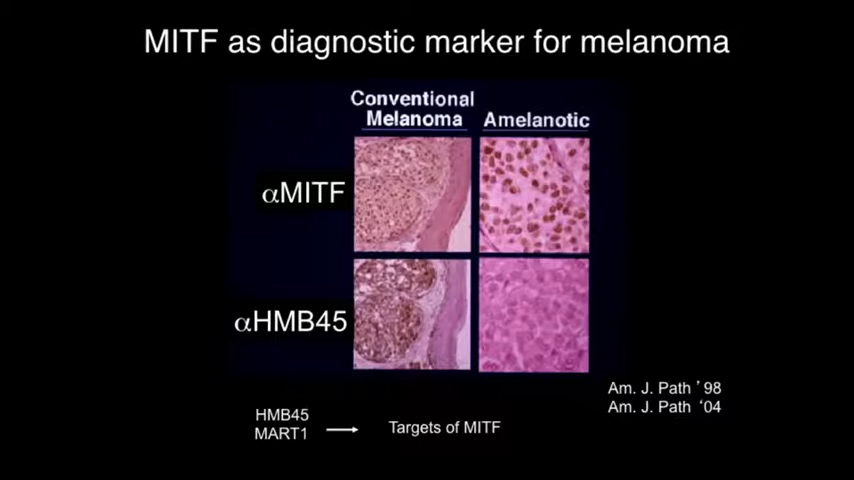 MITF as diagnostic marker for melanoma
Conventional
Melanoma
Amelanotic
αMITF
αHMB45
Am. J. Path ’98
Am. J. Path ‘04
HMB45
MART1
Targets of MITF